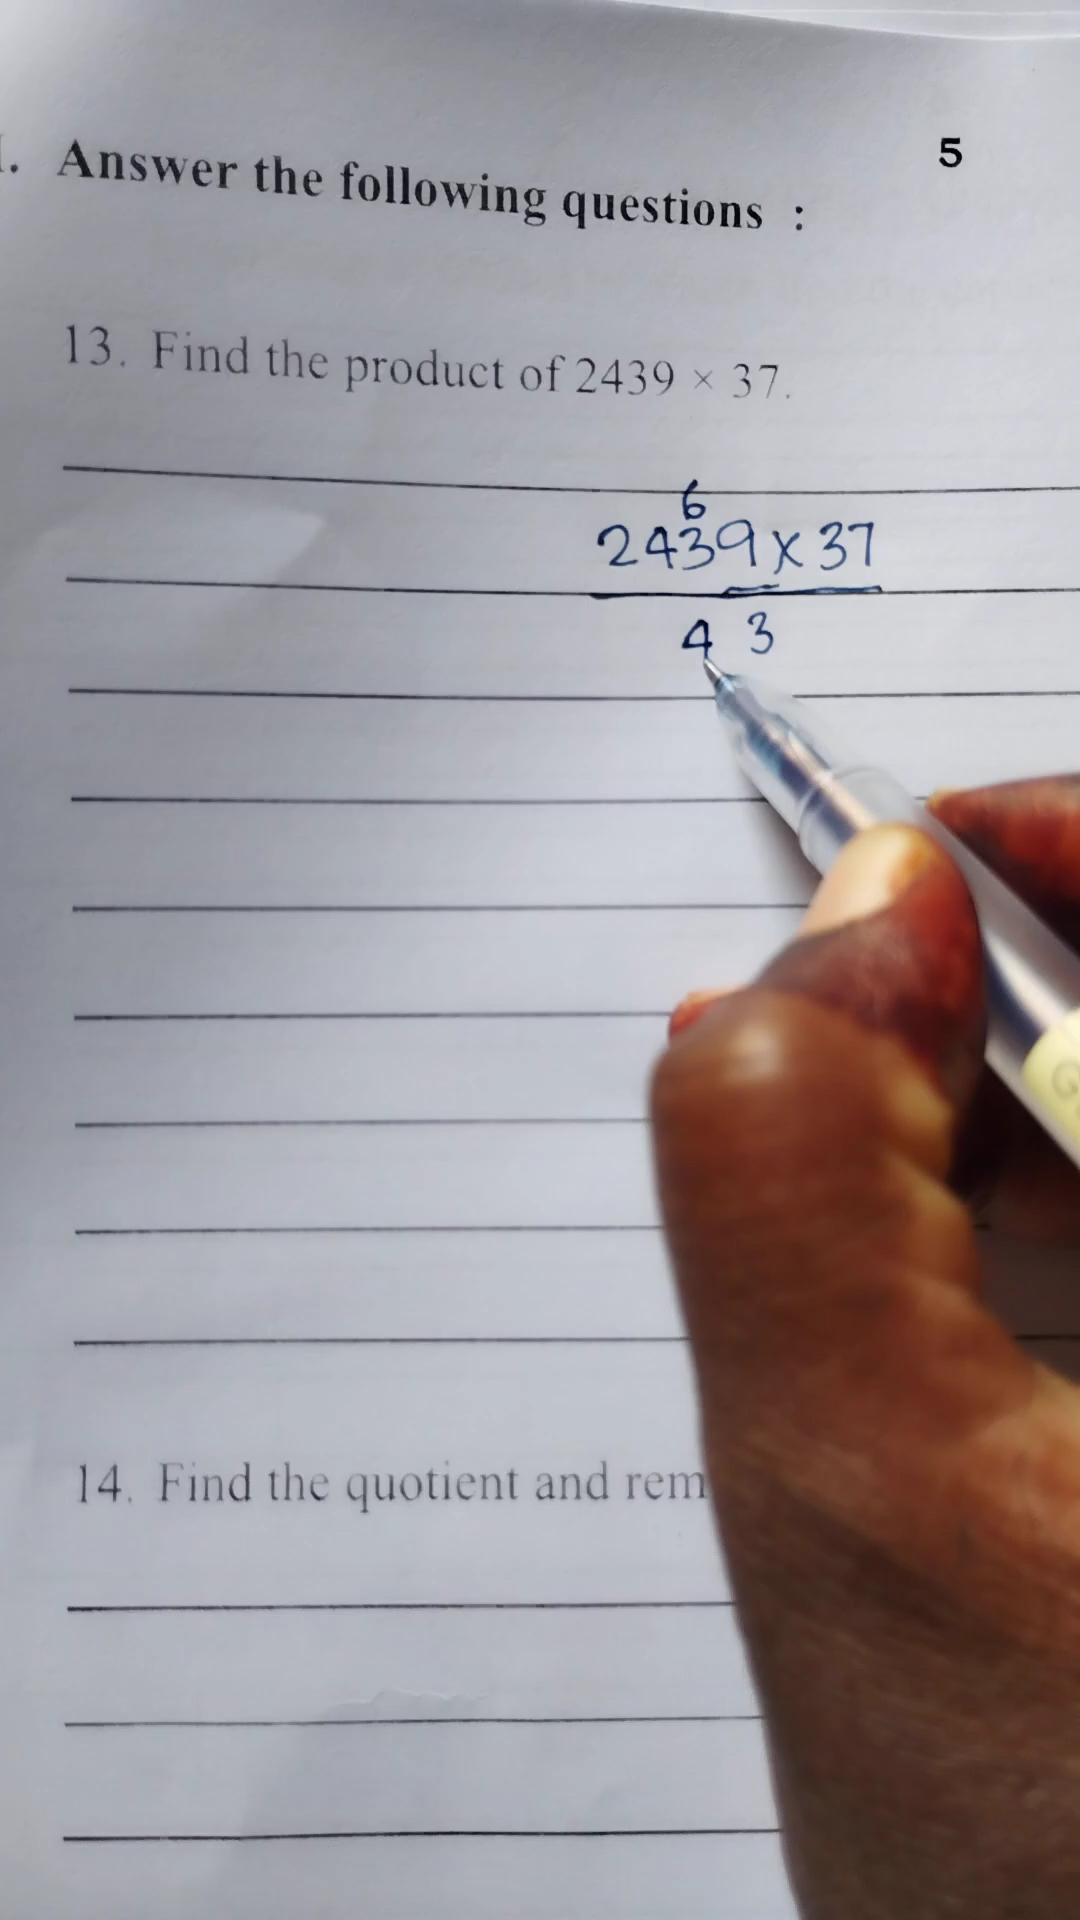 5
. Answer the following questions :
13. Find the product of 2439 × 37.
6
2439 x 37
4 3
14. Find the quotient and rem